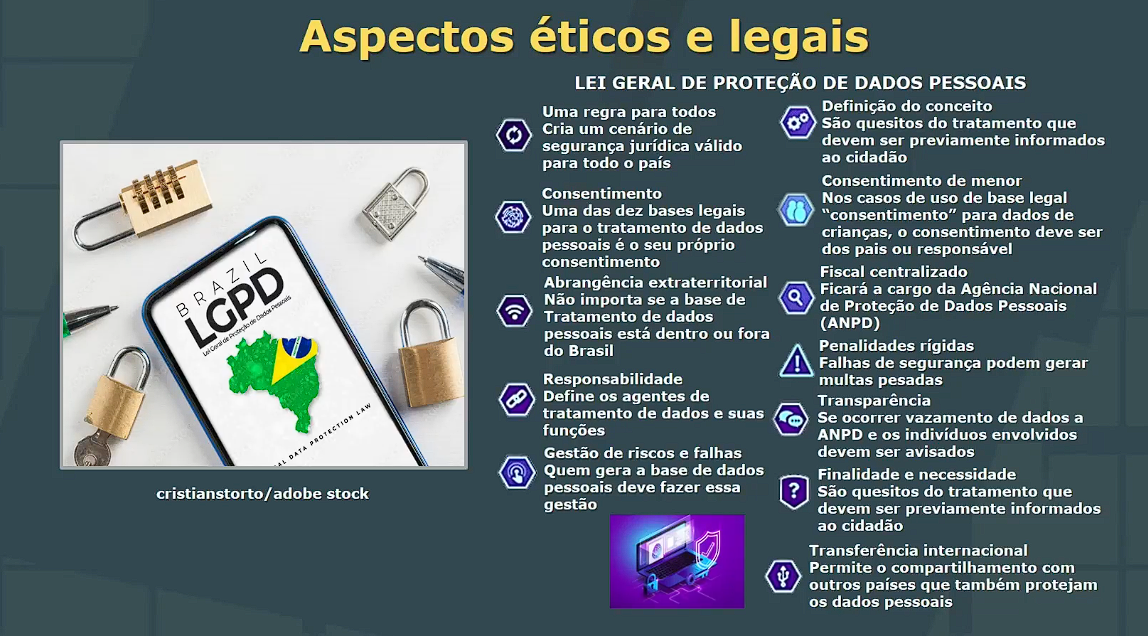 Aspectos éticos e legais
LEI GERAL DE PROTEÇÃO DE DADOS PESSOAIS
BRAZIL
LGPD
Lei Geral de Proteção de Dados Pessoais
AL DATA PROTECTION LAW
cristianstorto/adobe stock
Uma regra para todos
Cria um cenário de
segurança jurídica válido
para todo o país
Consentimento
Uma das dez bases legais
para o tratamento de dados
pessoais é o seu próprio
consentimento
Abrangência extraterritorial
Não importa se a base de
Tratamento de dados
pessoais está dentro ou fora
do Brasil
Responsabilidade
Define os agentes de
tratamento de dados e suas
funções
Gestão de riscos e falhas
Quem gera a base de dados
pessoais deve fazer essa
gestão
Definição do conceito
São quesitos do tratamento que
devem ser previamente informados
ao cidadão
Consentimento de menor
Nos casos de uso de base legal
“consentimento” para dados de
crianças, o consentimento deve ser
dos pais ou responsável
Fiscal centralizado
Ficará a cargo da Agência Nacional
de Proteção de Dados Pessoais
(ANPD)
Penalidades rígidas
Falhas de segurança podem gerar
multas pesadas
Transparência
Se ocorrer vazamento de dados a
ANPD e os indivíduos envolvidos
devem ser avisados
Finalidade e necessidade
São quesitos do tratamento que
devem ser previamente informados
ao cidadão
Transferência internacional
Permite o compartilhamento com
outros países que também protejam
os dados pessoais